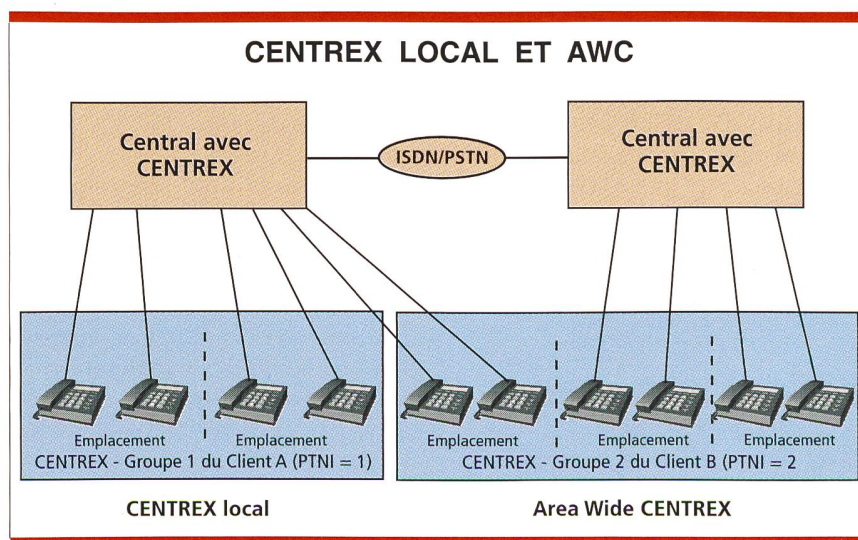 CENTREX LOCAL ET AWC
Central avec
CENTREX
ISDN/PSTN
Central avec
CENTREX
Emplacement
Emplacement
CENTREX - Groupe 1 du Client A (PTNI = 1)
Emplacement
Emplacement
Emplacement
CENTREX - Groupe 2 du Client B (PTNI = 2
CENTREX local
Area Wide CENTREX